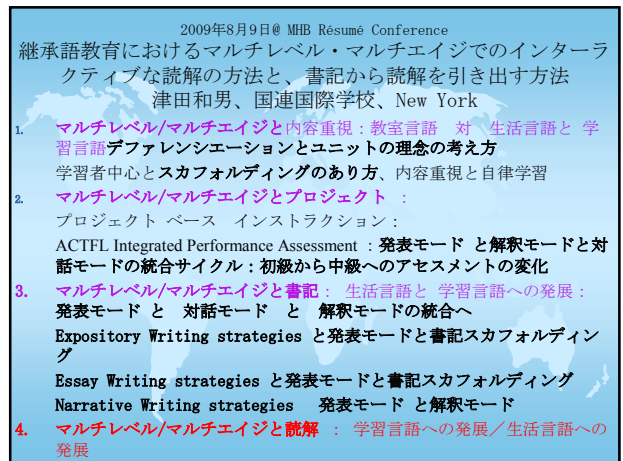 2009年8月9日@ MHB Résumé Conference
継承語教育におけるマルチレベル・マルチエイジでのインターラ
クティブな読解の方法と、書記から読解を引き出す方法
津田和男、国連国際学校、New York
1. マルチレベル/マルチエイジと内容重視：教室言語　対　生活言語と 学
習言語デファレンシエーションとユニットの理念の考え方
学習者中心とスカフォルディングのあり方、内容重視と自律学習
2. マルチレベル/マルチエイジとプロジェクト ：
プロジェクト ベース　インストラクション：
ACTFL Integrated Performance Assessment：発表モード と解釈モードと対
話モードの統合サイクル：初級から中級へのアセスメントの変化
3. マルチレベル/マルチエイジと書記： 生活言語と 学習言語への発展：
発表モード と　対話モード　と　解釈モードの統合へ
Expository Writing strategies と発表モードと書記スカフォルディン
グ
Essay Writing strategies と発表モードと書記スカフォルディング
Narrative Writing strategies　発表モード と解釈モード
4. マルチレベル/マルチエイジと読解 ： 学習言語への発展／生活言語への
発展